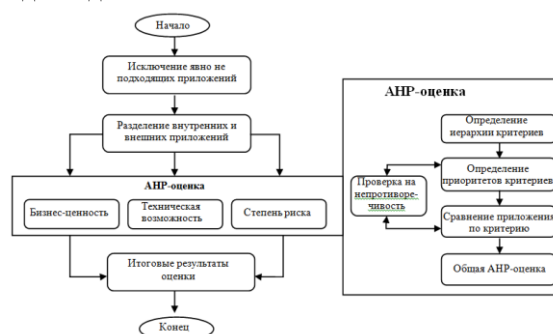 Начало
Исключение явно не
подходящих приложений
Разделение внутренних и
внешних приложений
АНР-оценка
Бизнес-ценность
Техническая
возможность
Степень риска
Итоговые результаты
оценки
Конец
АНР-оценка
Определение
иерархии критериев
Определение
приоритетов критериев
Проверка на
непротиворе-
чивость
Сравнение приложения
по критерию
Общая АНР-оценка